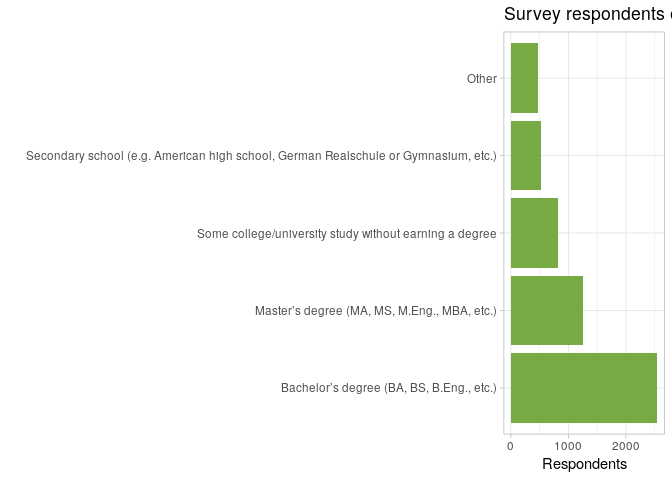 Survey respondents
Other
Secondary school (e.g. American high school, German Realschule or Gymnasium, etc.)
Some college/university study without earning a degree
Master’s degree (MA, MS, M.Eng., MBA, etc.)
Bachelor’s degree (BA, BS, B.Eng., etc.)
0 1000 2000
Respondents